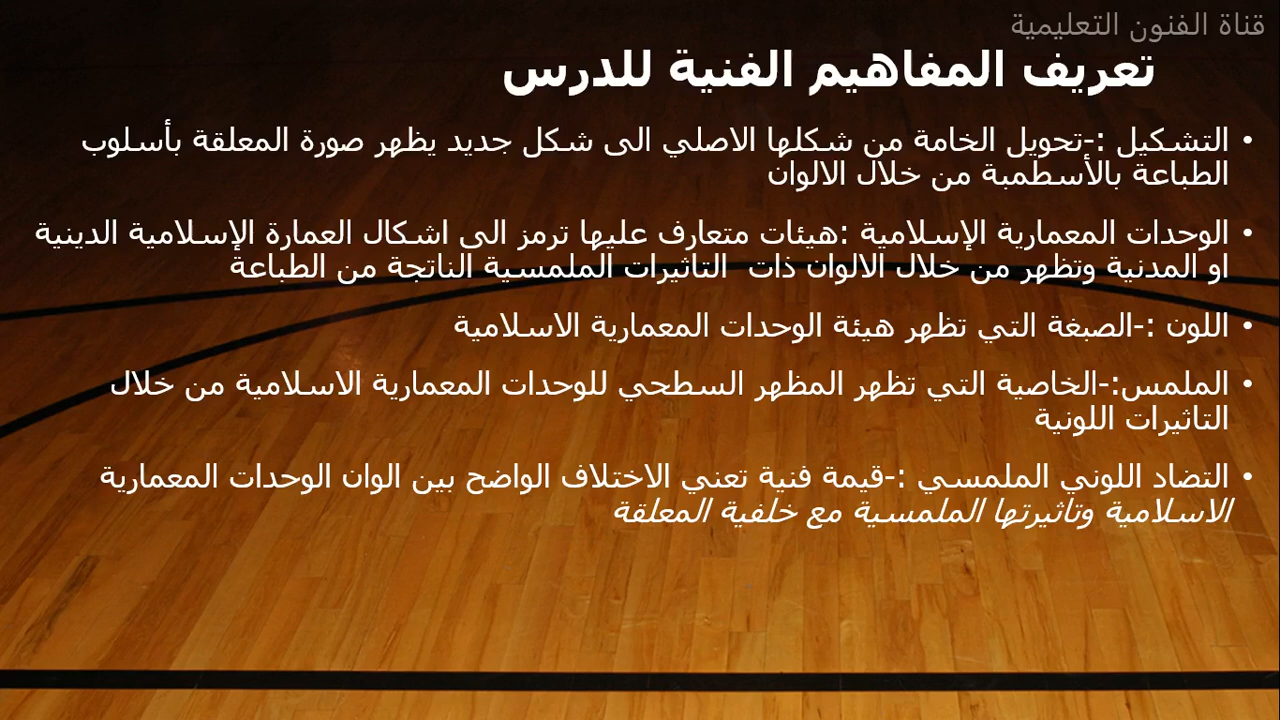 قناة الفنون التعليمية
تعريف المفاهيم الفنية للدرس
• التشكيل :-تحويل الخامة من شكلها الاصلي الى شكل جديد يظهر صورة المعلقة بأسلوب
الطباعة بالأسطمبة من خلال الالوان
• الوحدات المعمارية الإسلامية :هيئات متعارف عليها ترمز الى اشكال العمارة الإسلامية الدينية
او المدنية وتظهر من خلال الالوان ذات  التاثيرات الملمسية الناتجة من الطباعة
• اللون :-الصبغة التي تظهر هيئة الوحدات المعمارية الاسلامية
• الملمس:-الخاصية التي تظهر المظهر السطحي للوحدات المعمارية الاسلامية من خلال
التاثيرات اللونية
• التضاد اللوني الملمسي :-قيمة فنية تعني الاختلاف الواضح بين الوان الوحدات المعمارية
الاسلامية وتاثيرتها الملمسية مع خلفية المعلقة